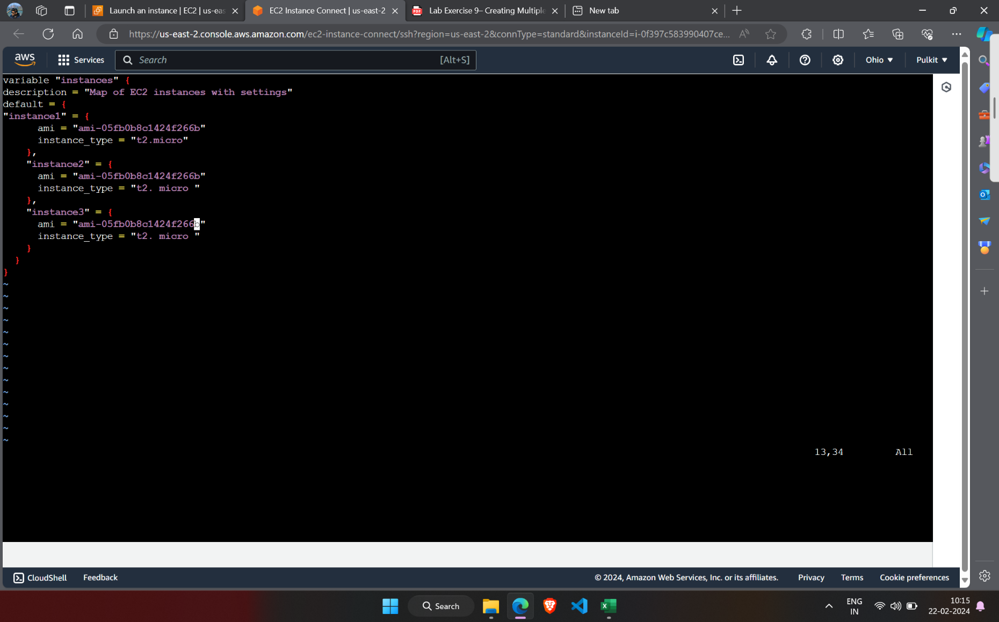 Launch an instance | EC2 | us-eas
EC2 Instance Connect | us-east-2
PDF
Lab Exercise 9– Creating Multiple
New tab
https://us-east-2.console.aws.amazon.com/ec2-instance-connect/ssh?region=us-east-2&connType=standard&instanceId=i-0f397c583990407ce...
aws
Services
Search
[Alt+S]
Ohio
Pulkit
variable "instances" {
description = "Map of EC2 instances with settings"
default = {
"instance1" = {
ami = "ami-05fb0b8c1424f266b"
instance_type = "t2.micro"
},
"instance2" = {
ami = "ami-05fb0b8c1424f266b"
instance_type = "t2. micro "
},
"instance3" = {
ami = "ami-05fb0b8c1424f266b"
instance_type = "t2. micro "
}
}
}
~
~
~
~
~
~
~
~
~
~
~
~
~
~
13,34 All
CloudShell
Feedback
© 2024, Amazon Web Services, Inc. or its affiliates.
Privacy
Terms
Cookie preferences
Search
ENG
IN
10:15
22-02-2024